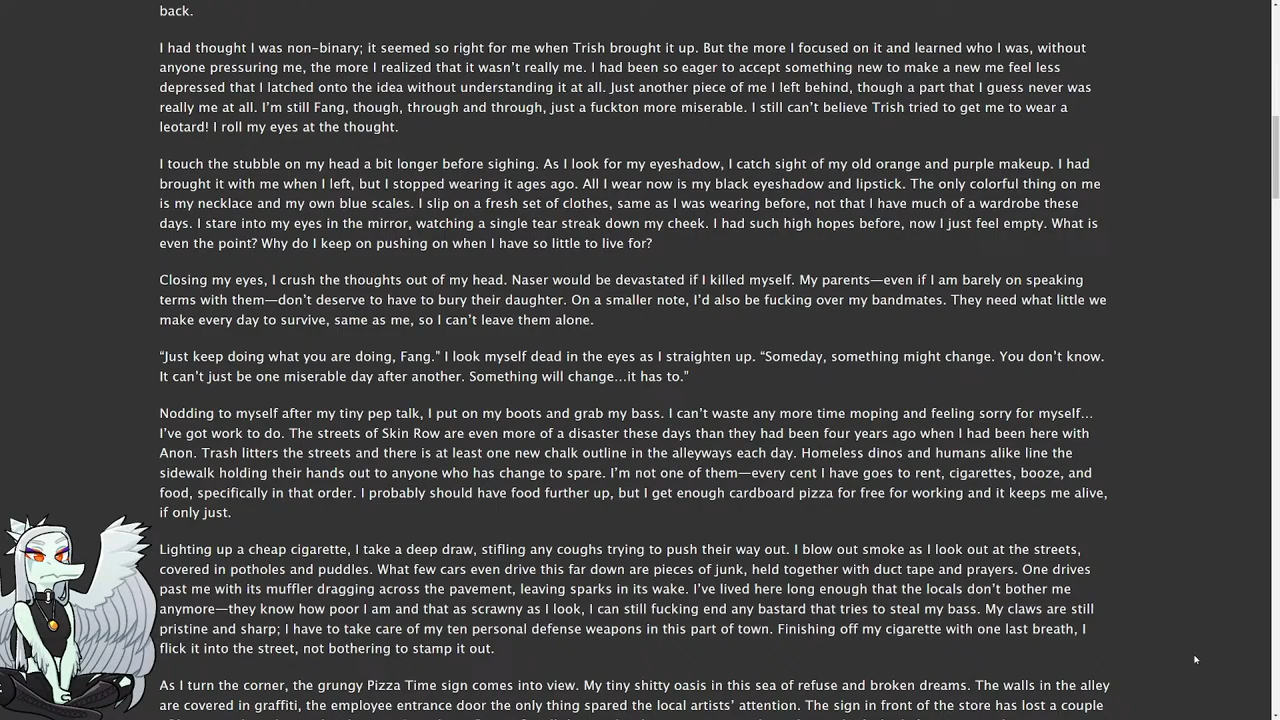 back.
I had thought I was non-binary; it seemed so right for me when Trish brought it up. But the more I focused on it and learned who I was, without
anyone pressuring me, the more I realized that it wasn’t really me. I had been so eager to accept something new to make a new me feel less
depressed that I latched onto the idea without understanding it at all. Just another piece of me I left behind, though a part that I guess never was
really me at all. I’m still Fang, though, through and through, just a fuckton more miserable. I still can’t believe Trish tried to get me to wear a
leotard! I roll my eyes at the thought.
I touch the stubble on my head a bit longer before sighing. As I look for my eyeshadow, I catch sight of my old orange and purple makeup. I had
brought it with me when I left, but I stopped wearing it ages ago. All I wear now is my black eyeshadow and lipstick. The only colorful thing on me
is my necklace and my own blue scales. I slip on a fresh set of clothes, same as I was wearing before, not that I have much of a wardrobe these
days. I stare into my eyes in the mirror, watching a single tear streak down my cheek. I had such high hopes before, now I just feel empty. What is
even the point? Why do I keep on pushing on when I have so little to live for?
Closing my eyes, I crush the thoughts out of my head. Naser would be devastated if I killed myself. My parents—even if I am barely on speaking
terms with them—don’t deserve to have to bury their daughter. On a smaller note, I’d also be fucking over my bandmates. They need what little we
make every day to survive, same as me, so I can’t leave them alone.
“Just keep doing what you are doing, Fang.” I look myself dead in the eyes as I straighten up. “Someday, something might change. You don’t know.
It can’t just be one miserable day after another. Something will change…it has to.”
Nodding to myself after my tiny pep talk, I put on my boots and grab my bass. I can’t waste any more time moping and feeling sorry for myself…
I’ve got work to do. The streets of Skin Row are even more of a disaster these days than they had been four years ago when I had been here with
Anon. Trash litters the streets and there is at least one new chalk outline in the alleyways each day. Homeless dinos and humans alike line the
sidewalk holding their hands out to anyone who has change to spare. I’m not one of them—every cent I have goes to rent, cigarettes, booze, and
food, specifically in that order. I probably should have food further up, but I get enough cardboard pizza for free for working and it keeps me alive,
if only just.
Lighting up a cheap cigarette, I take a deep draw, stifling any coughs trying to push their way out. I blow out smoke as I look out at the streets,
covered in potholes and puddles. What few cars even drive this far down are pieces of junk, held together with duct tape and prayers. One drives
past me with its muffler dragging across the pavement, leaving sparks in its wake. I’ve lived here long enough that the locals don’t bother me
anymore—they know how poor I am and that as scrawny as I look, I can still fucking end any bastard that tries to steal my bass. My claws are still
pristine and sharp; I have to take care of my ten personal defense weapons in this part of town. Finishing off my cigarette with one last breath, I
flick it into the street, not bothering to stamp it out.
As I turn the corner, the grungy Pizza Time sign comes into view. My tiny shitty oasis in this sea of refuse and broken dreams. The walls in the alley
are covered in graffiti, the employee entrance door the only thing spared the local artists’ attention. The sign in front of the store has lost a couple